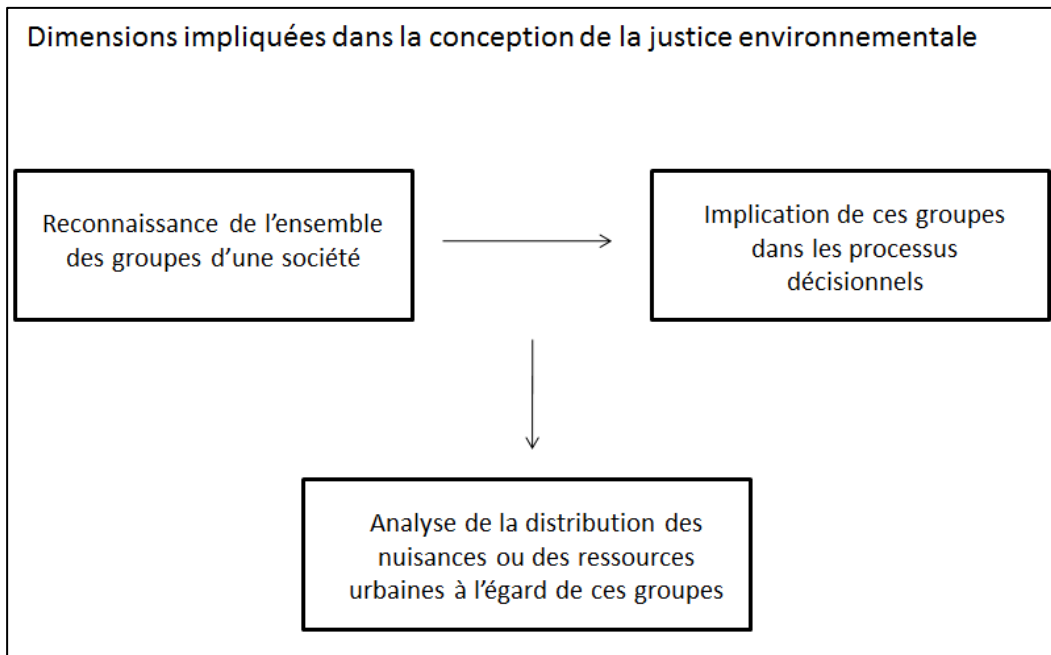 Dimensions impliquées dans la conception de la justice environnementale
Reconnaissance de l’ensemble
des groupes d’une société
Implication de ces groupes
dans les processus
décisionnels
Analyse de la distribution des
nuisances ou des ressources
urbaines à l’égard de ces groupes